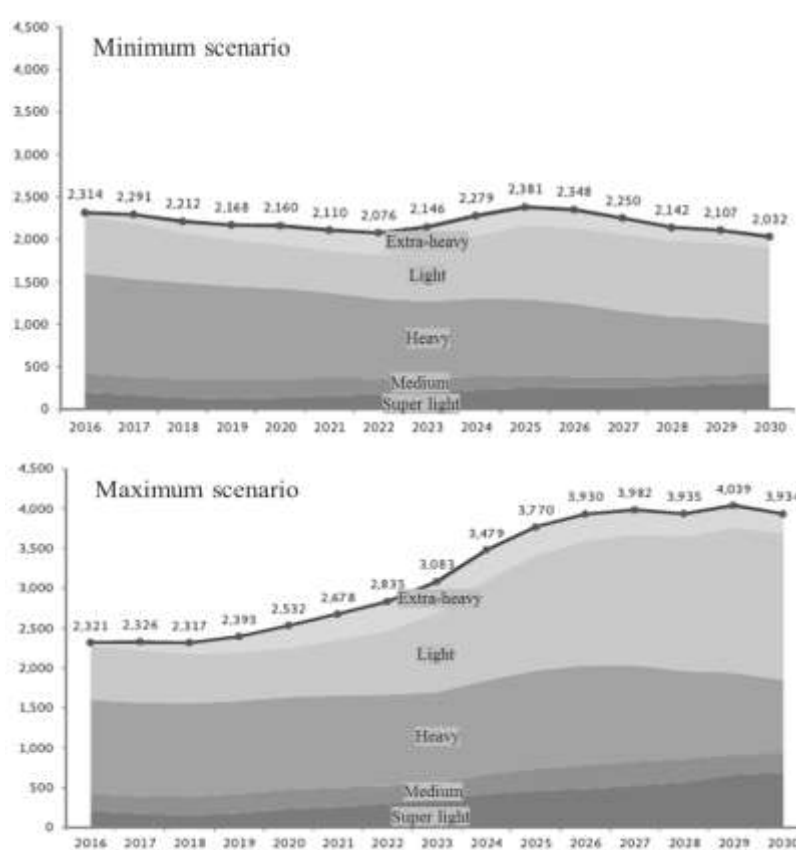 4,500
Minimum scenario
4,000
3,500
3,000
2,500
2,314 2,291 2,212 2,168 2,160 2,110 2,076 2,146 2,279 2,381 2,348 2,250 2,142 2,107 2,032
2,000
Extra-heavy
1,500
Light
1,000
Heavy
500
Medium
Super light
0
2016 2017 2018 2019 2020 2021 2022 2023 2024 2025 2026 2027 2028 2029 2030
4,500
Maximum scenario
4,000
3,500
3,000
2,500
2,321 2,326 2,317 2,393 2,532 2,678 2,835 3,083 3,479 3,770 3,930 3,982 3,935 4,039 3,934
Extra-heavy
2,000
Light
1,500
1,000
Heavy
500
Medium
Super light
0
2016 2017 2018 2019 2020 2021 2022 2023 2024 2025 2026 2027 2028 2029 2030